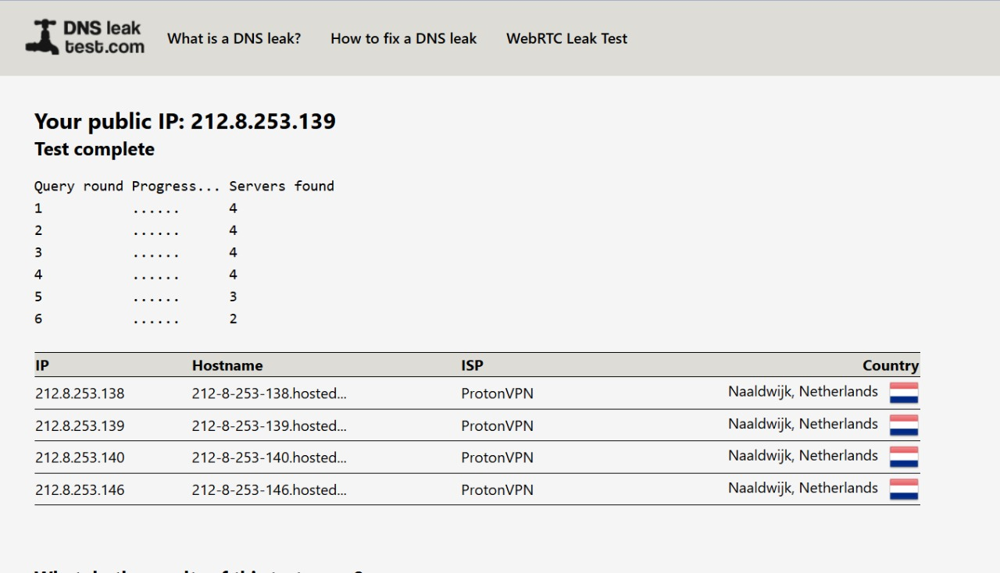 DNS leak
test.com
What is a DNS leak? How to fix a DNS leak WebRTC Leak Test
Your public IP: 212.8.253.139
Test complete
Query round Progress... Servers found
1 ...... 4
2 ...... 4
3 ...... 4
4 ...... 4
5 ...... 3
6 ...... 2
IP Hostname ISP Country
212.8.253.138 212-8-253-138.hosted... ProtonVPN Naaldwijk, Netherlands
212.8.253.139 212-8-253-139.hosted... ProtonVPN Naaldwijk, Netherlands
212.8.253.140 212-8-253-140.hosted... ProtonVPN Naaldwijk, Netherlands
212.8.253.146 212-8-253-146.hosted... ProtonVPN Naaldwijk, Netherlands